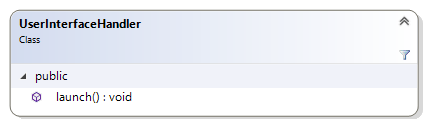 UserInterfaceHandler
Class
public
launch() : void